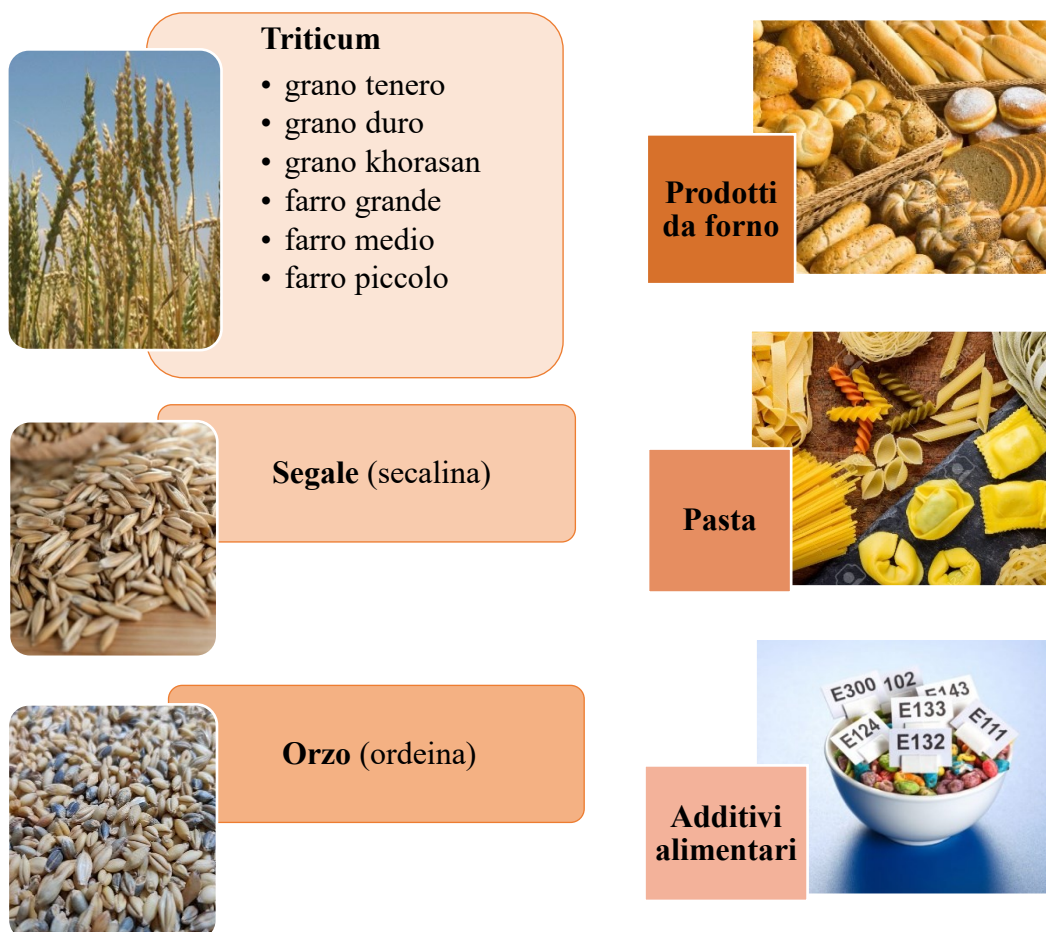 Triticum
• grano tenero
• grano duro
• grano khorasan
• farro grande
• farro medio
• farro piccolo
Segale (secalina)
Orzo (ordeina)
Prodotti
da forno
Pasta
Additivi
alimentari
E300
102
E143
E133
E124
E111
E132